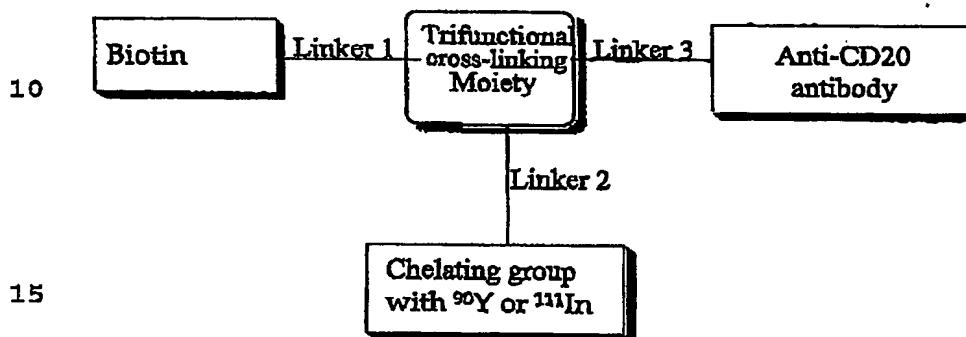 Biotin
Linker 1
Trifunctional
cross-linking
Moiety
Linker 3
Anti-CD20
antibody
10
Linker 2
Chelating group
with ⁹⁰Y or ¹¹¹In
15